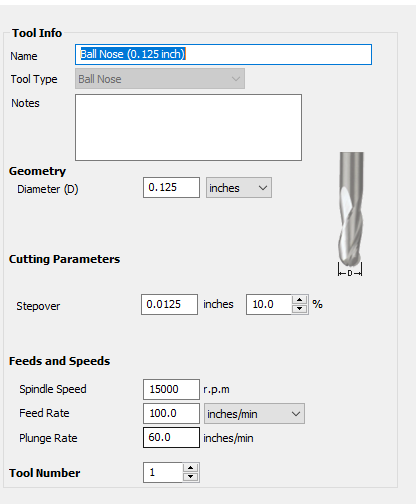 Tool Info
Name Ball Nose (0.125 inch)
Tool Type Ball Nose
Notes
Geometry
Diameter (D) 0.125 inches
D
Cutting Parameters
Stepover 0.0125 inches 10.0 %
Feeds and Speeds
Spindle Speed 15000 r.p.m
Feed Rate 100.0 inches/min
Plunge Rate 60.0 inches/min
Tool Number 1